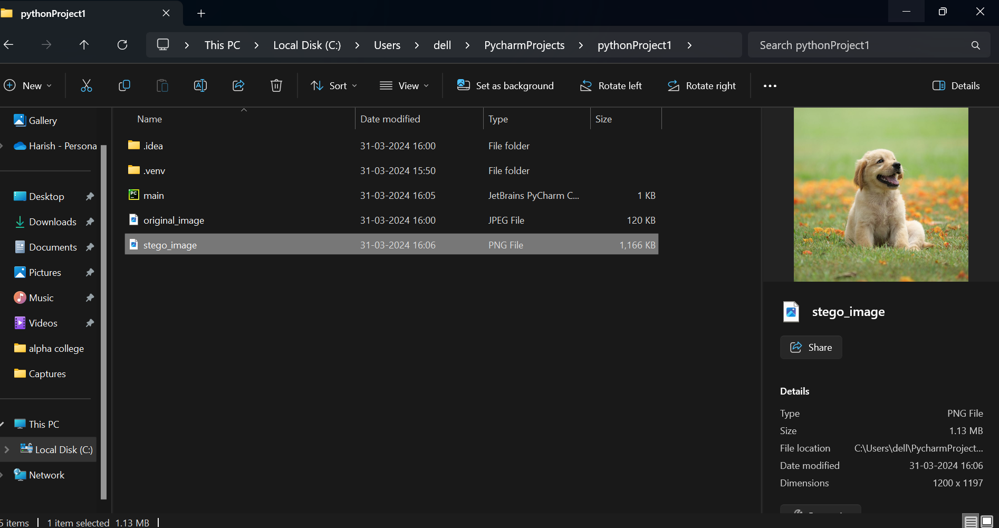 pythonProject1
This PC > Local Disk (C:) > Users > dell > PycharmProjects > pythonProject1 >
Search pythonProject1
New
Sort
View
Set as background
Rotate left
Rotate right
Details
Gallery
Harish - Persona
Desktop
Downloads
Documents
Pictures
Music
Videos
alpha college
Captures
This PC
Local Disk (C:)
Network
Name Date modified Type Size
.idea 31-03-2024 16:00 File folder
.venv 31-03-2024 15:50 File folder
PC main 31-03-2024 16:05 JetBrains PyCharm C... 1 KB
original_image 31-03-2024 16:00 JPEG File 120 KB
stego_image 31-03-2024 16:06 PNG File 1,166 KB
stego_image
Share
Details
Type PNG File
Size 1.13 MB
File location C:\Users\dell\PycharmProject...
Date modified 31-03-2024 16:06
Dimensions 1200 x 1197
5 items
1 item selected 1.13 MB